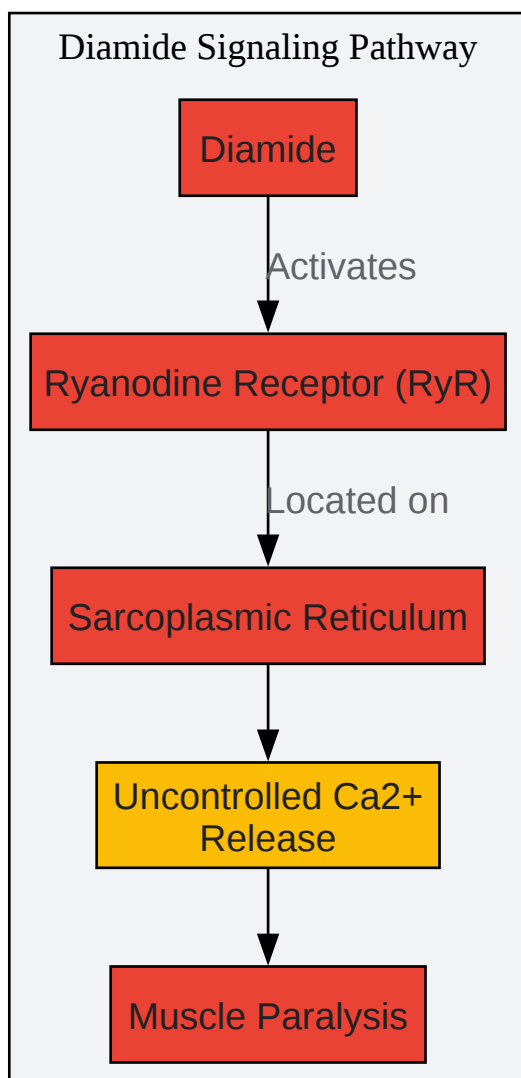 Diamide Signaling Pathway
Diamide
Activates
Ryanodine Receptor (RyR)
Located on
Sarcoplasmic Reticulum
Uncontrolled Ca2+
Release
Muscle Paralysis